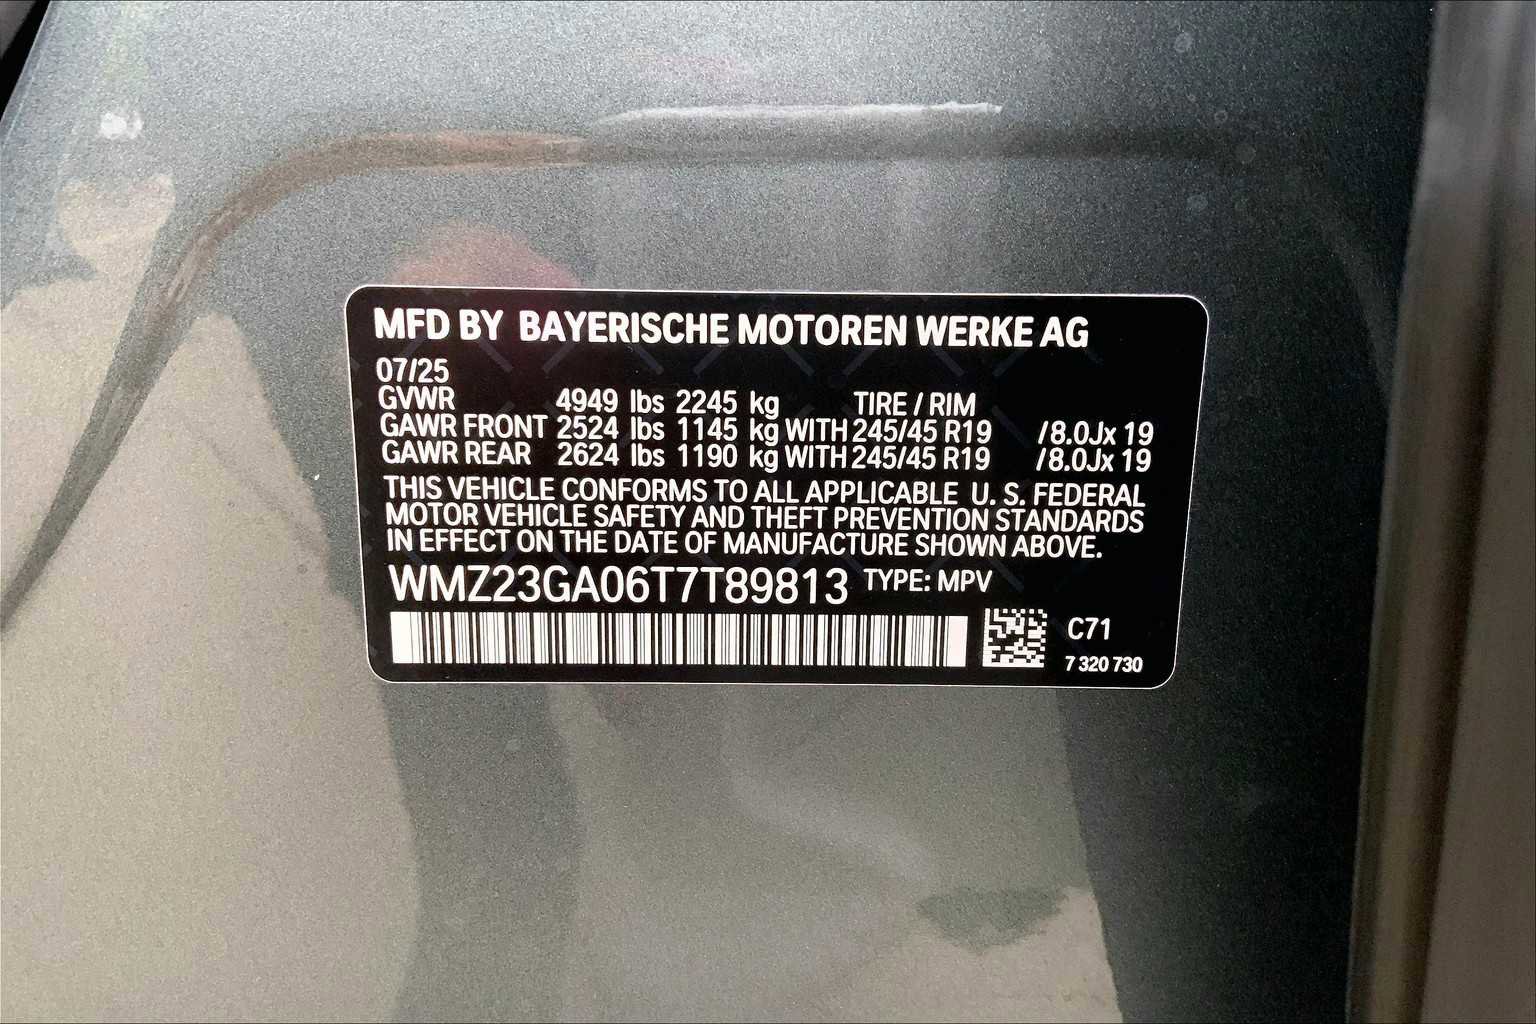 MFD BY BAYERISCHE MOTOREN WERKE AG
07/25
GVWR 4949 lbs 2245 kg TIRE / RIM
GAWR FRONT 2524 lbs 1145 kg WITH 245/45 R19 /8.0Jx 19
GAWR REAR 2624 lbs 1190 kg WITH 245/45 R19 /8.0Jx 19
THIS VEHICLE CONFORMS TO ALL APPLICABLE U. S. FEDERAL
MOTOR VEHICLE SAFETY AND THEFT PREVENTION STANDARDS
IN EFFECT ON THE DATE OF MANUFACTURE SHOWN ABOVE.
WMZ23GA06T7T89813 TYPE: MPV
C71
7 320 730